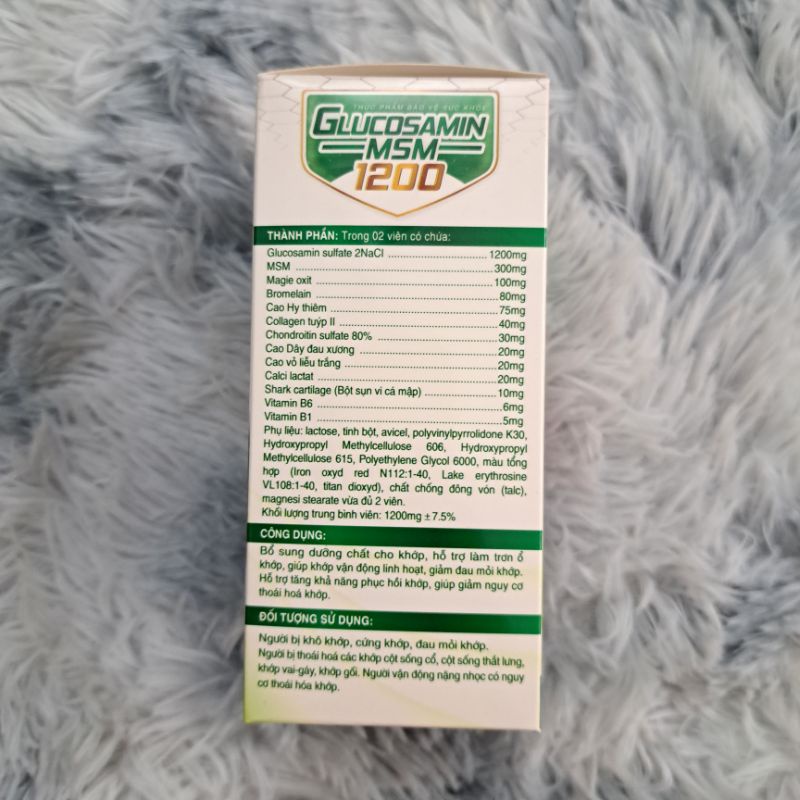 THỰC PHẨM BẢO VỆ SỨC KHỎE
GLUCOSAMIN
MSM
1200
THÀNH PHẦN: Trong 02 viên có chứa:
Glucosamin sulfate 2NaCl ........ 1200mg
MSM ........ 300mg
Magie oxit ........ 100mg
Bromelain ........ 80mg
Cao Hy thiêm ........ 75mg
Collagen tuýp II ........ 40mg
Chondroitin sulfate 80% ........ 30mg
Cao Dây đau xương ........ 20mg
Cao vỏ liễu trắng ........ 20mg
Calci lactat ........ 20mg
Shark cartilage (Bột sụn vi cá mập) ........ 10mg
Vitamin B6 ........ 6mg
Vitamin B1 ........ 5mg
Phụ liệu: lactose, tinh bột, avicel, polyvinylpyrrolidone K30,
Hydroxypropyl Methylcellulose 606, Hydroxypropyl
Methylcellulose 615, Polyethylene Glycol 6000, màu tổng
hợp (Iron oxyd red N112:1-40, Lake erythrosine
VL108:1-40, titan dioxyd), chất chống đông vón (talc),
magnesi stearate vừa đủ 2 viên.
Khối lượng trung bình viên: 1200mg ±7.5%
CÔNG DỤNG:
Bổ sung dưỡng chất cho khớp, hỗ trợ làm trơn ổ
khớp, giúp khớp vận động linh hoạt, giảm đau mỏi khớp.
Hỗ trợ tăng khả năng phục hồi khớp, giúp giảm nguy cơ
thoái hoá khớp.
ĐỐI TƯỢNG SỬ DỤNG:
Người bị khô khớp, cứng khớp, đau mỏi khớp.
Người bị thoái hoá các khớp cột sống cổ, cột sống thắt lưng,
khớp vai-gáy, khớp gối. Người vận động nặng nhọc có nguy
cơ thoái hóa khớp.